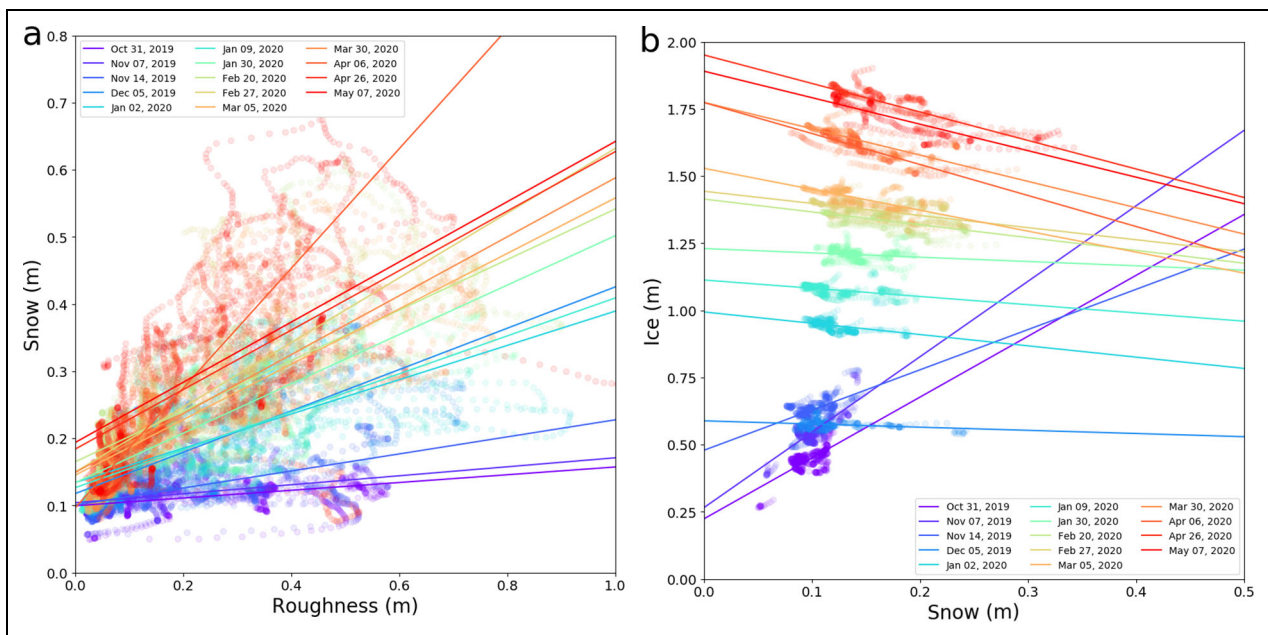 a
0.8
0.7
0.6
0.5
0.4
0.3
0.2
0.1
0.0
Snow (m)
Oct 31, 2019
Nov 07, 2019
Nov 14, 2019
Dec 05, 2019
Jan 02, 2020
Jan 09, 2020
Jan 30, 2020
Feb 20, 2020
Feb 27, 2020
Mar 05, 2020
Mar 30, 2020
Apr 06, 2020
Apr 26, 2020
May 07, 2020
0.0 0.2 0.4 0.6 0.8 1.0
Roughness (m)
b
2.00
1.75
1.50
1.25
1.00
0.75
0.50
0.25
0.00
Ice (m)
Oct 31, 2019
Nov 07, 2019
Nov 14, 2019
Dec 05, 2019
Jan 02, 2020
Jan 09, 2020
Jan 30, 2020
Feb 20, 2020
Feb 27, 2020
Mar 05, 2020
Mar 30, 2020
Apr 06, 2020
Apr 26, 2020
May 07, 2020
0.0 0.1 0.2 0.3 0.4 0.5
Snow (m)